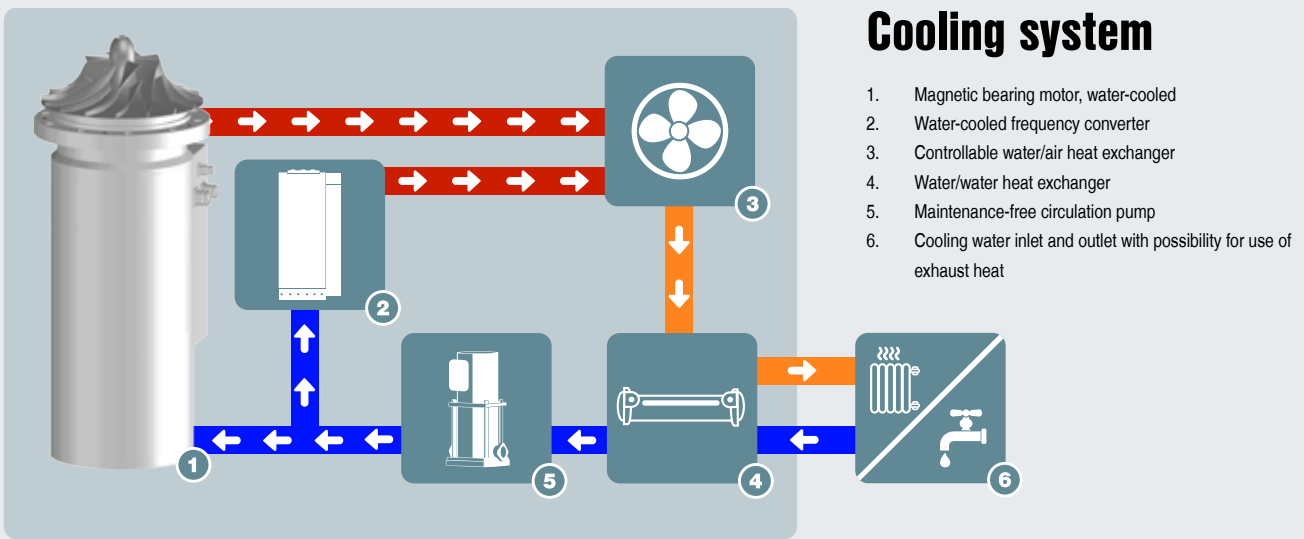 Cooling system
1. Magnetic bearing motor, water-cooled
2. Water-cooled frequency converter
3. Controllable water/air heat exchanger
4. Water/water heat exchanger
5. Maintenance-free circulation pump
6. Cooling water inlet and outlet with possibility for use of
exhaust heat
3
2
1
5
4
6